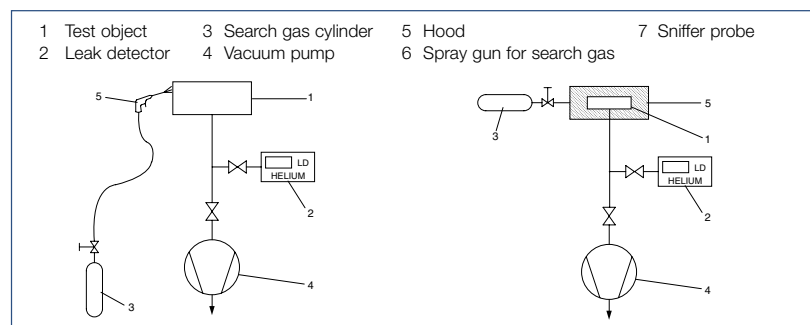 1 Test object 3 Search gas cylinder 5 Hood 7 Sniffer probe
2 Leak detector 4 Vacuum pump 6 Spray gun for search gas
5
1
LD
HELIUM
2
4
3
3
5
1
LD
HELIUM
2
4